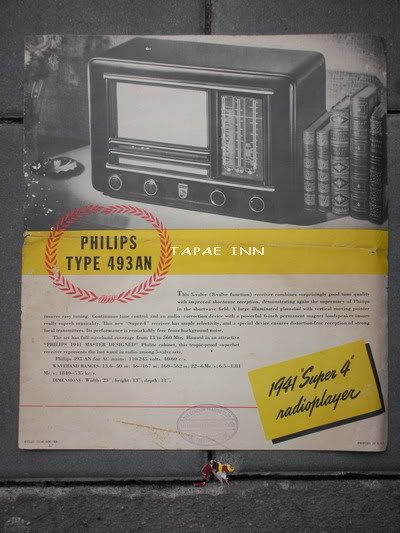 PHILIPS
TYPE 493AN
TAPAE INN
This 5-valve (8-valve function) receiver combines surprisingly good tone quality
with improved shortwave reception, demonstrating again the supremacy of Philips
in the shortwave field. A large illuminated glass-dial with vertical moving pointer
insures easy tuning. Continuous tone control and an audio correction device with a powerful 6-inch permanent magnet loudspeaker insure
really superb musicality. This new "Super-4" receiver has ample selectivity, and a special device ensures distortion-free reception of strong
local transmitters. Its performance is remarkably free from background noise.
The set has full waveband coverage from 13 to 560 Mtr. Housed in an attractive
"PHILIPS 1941 MASTER DESIGNED" Philite cabinet, this tropic-proof superhet
receiver represents the last word in radio among 5-valve sets.
Philips 493 AN for AC mains: 110/245 volts, 40/60 c/s.
WAVEBAND RANGES: 13.6-50 m; 46-167 m; 160-562 m; 22-6 Mc/s; 6.5-1.81
Mc/s; 1840-535 kc/s.
DIMENSIONS: Width: 23", height: 13", depth: 11".
1941 "Super 4"
radioplayer